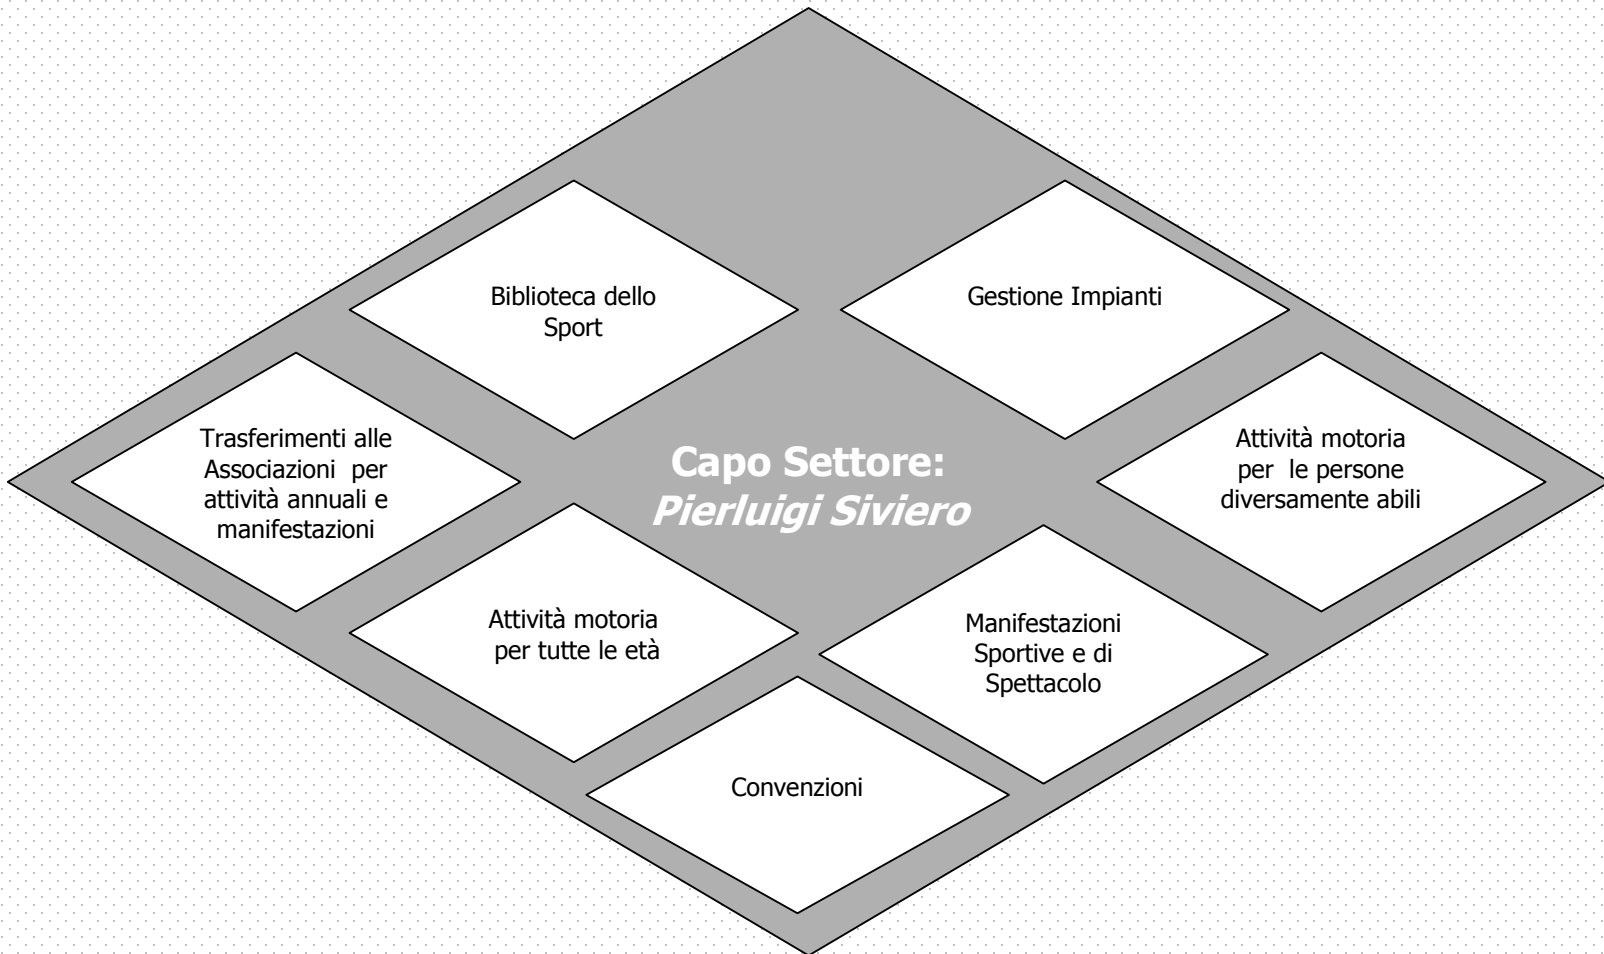 Biblioteca dello
Sport
Gestione Impianti
Trasferimenti alle
Associazioni per
attività annuali e
manifestazioni
Capo Settore:
Pierluigi Siviero
Attività motoria
per le persone
diversamente abili
Attività motoria
per tutte le età
Manifestazioni
Sportive e di
Spettacolo
Convenzioni